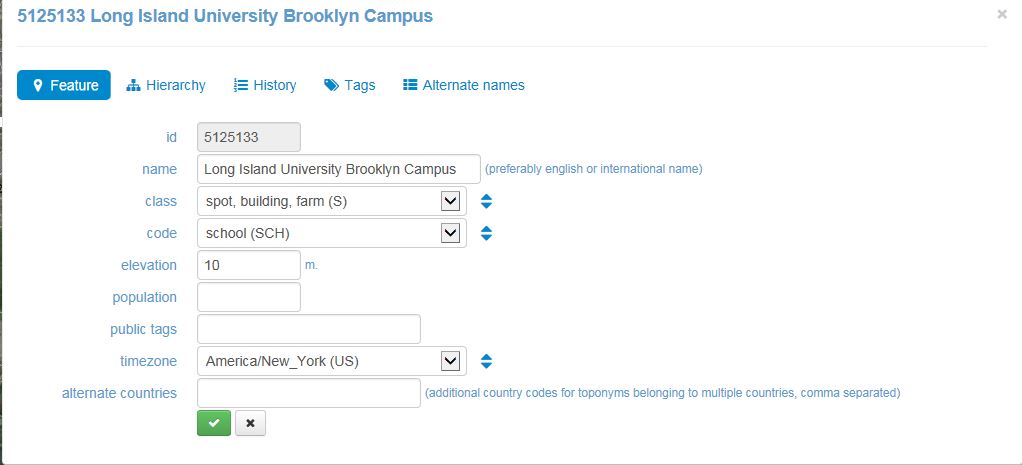 5125133 Long Island University Brooklyn Campus
Feature Hierarchy History Tags Alternate names
id 5125133
name Long Island University Brooklyn Campus (preferably english or international name)
class spot, building, farm (S)
code school (SCH)
elevation 10 m.
population
public tags
timezone America/New_York (US)
alternate countries (additional country codes for toponyms belonging to multiple countries, comma separated)